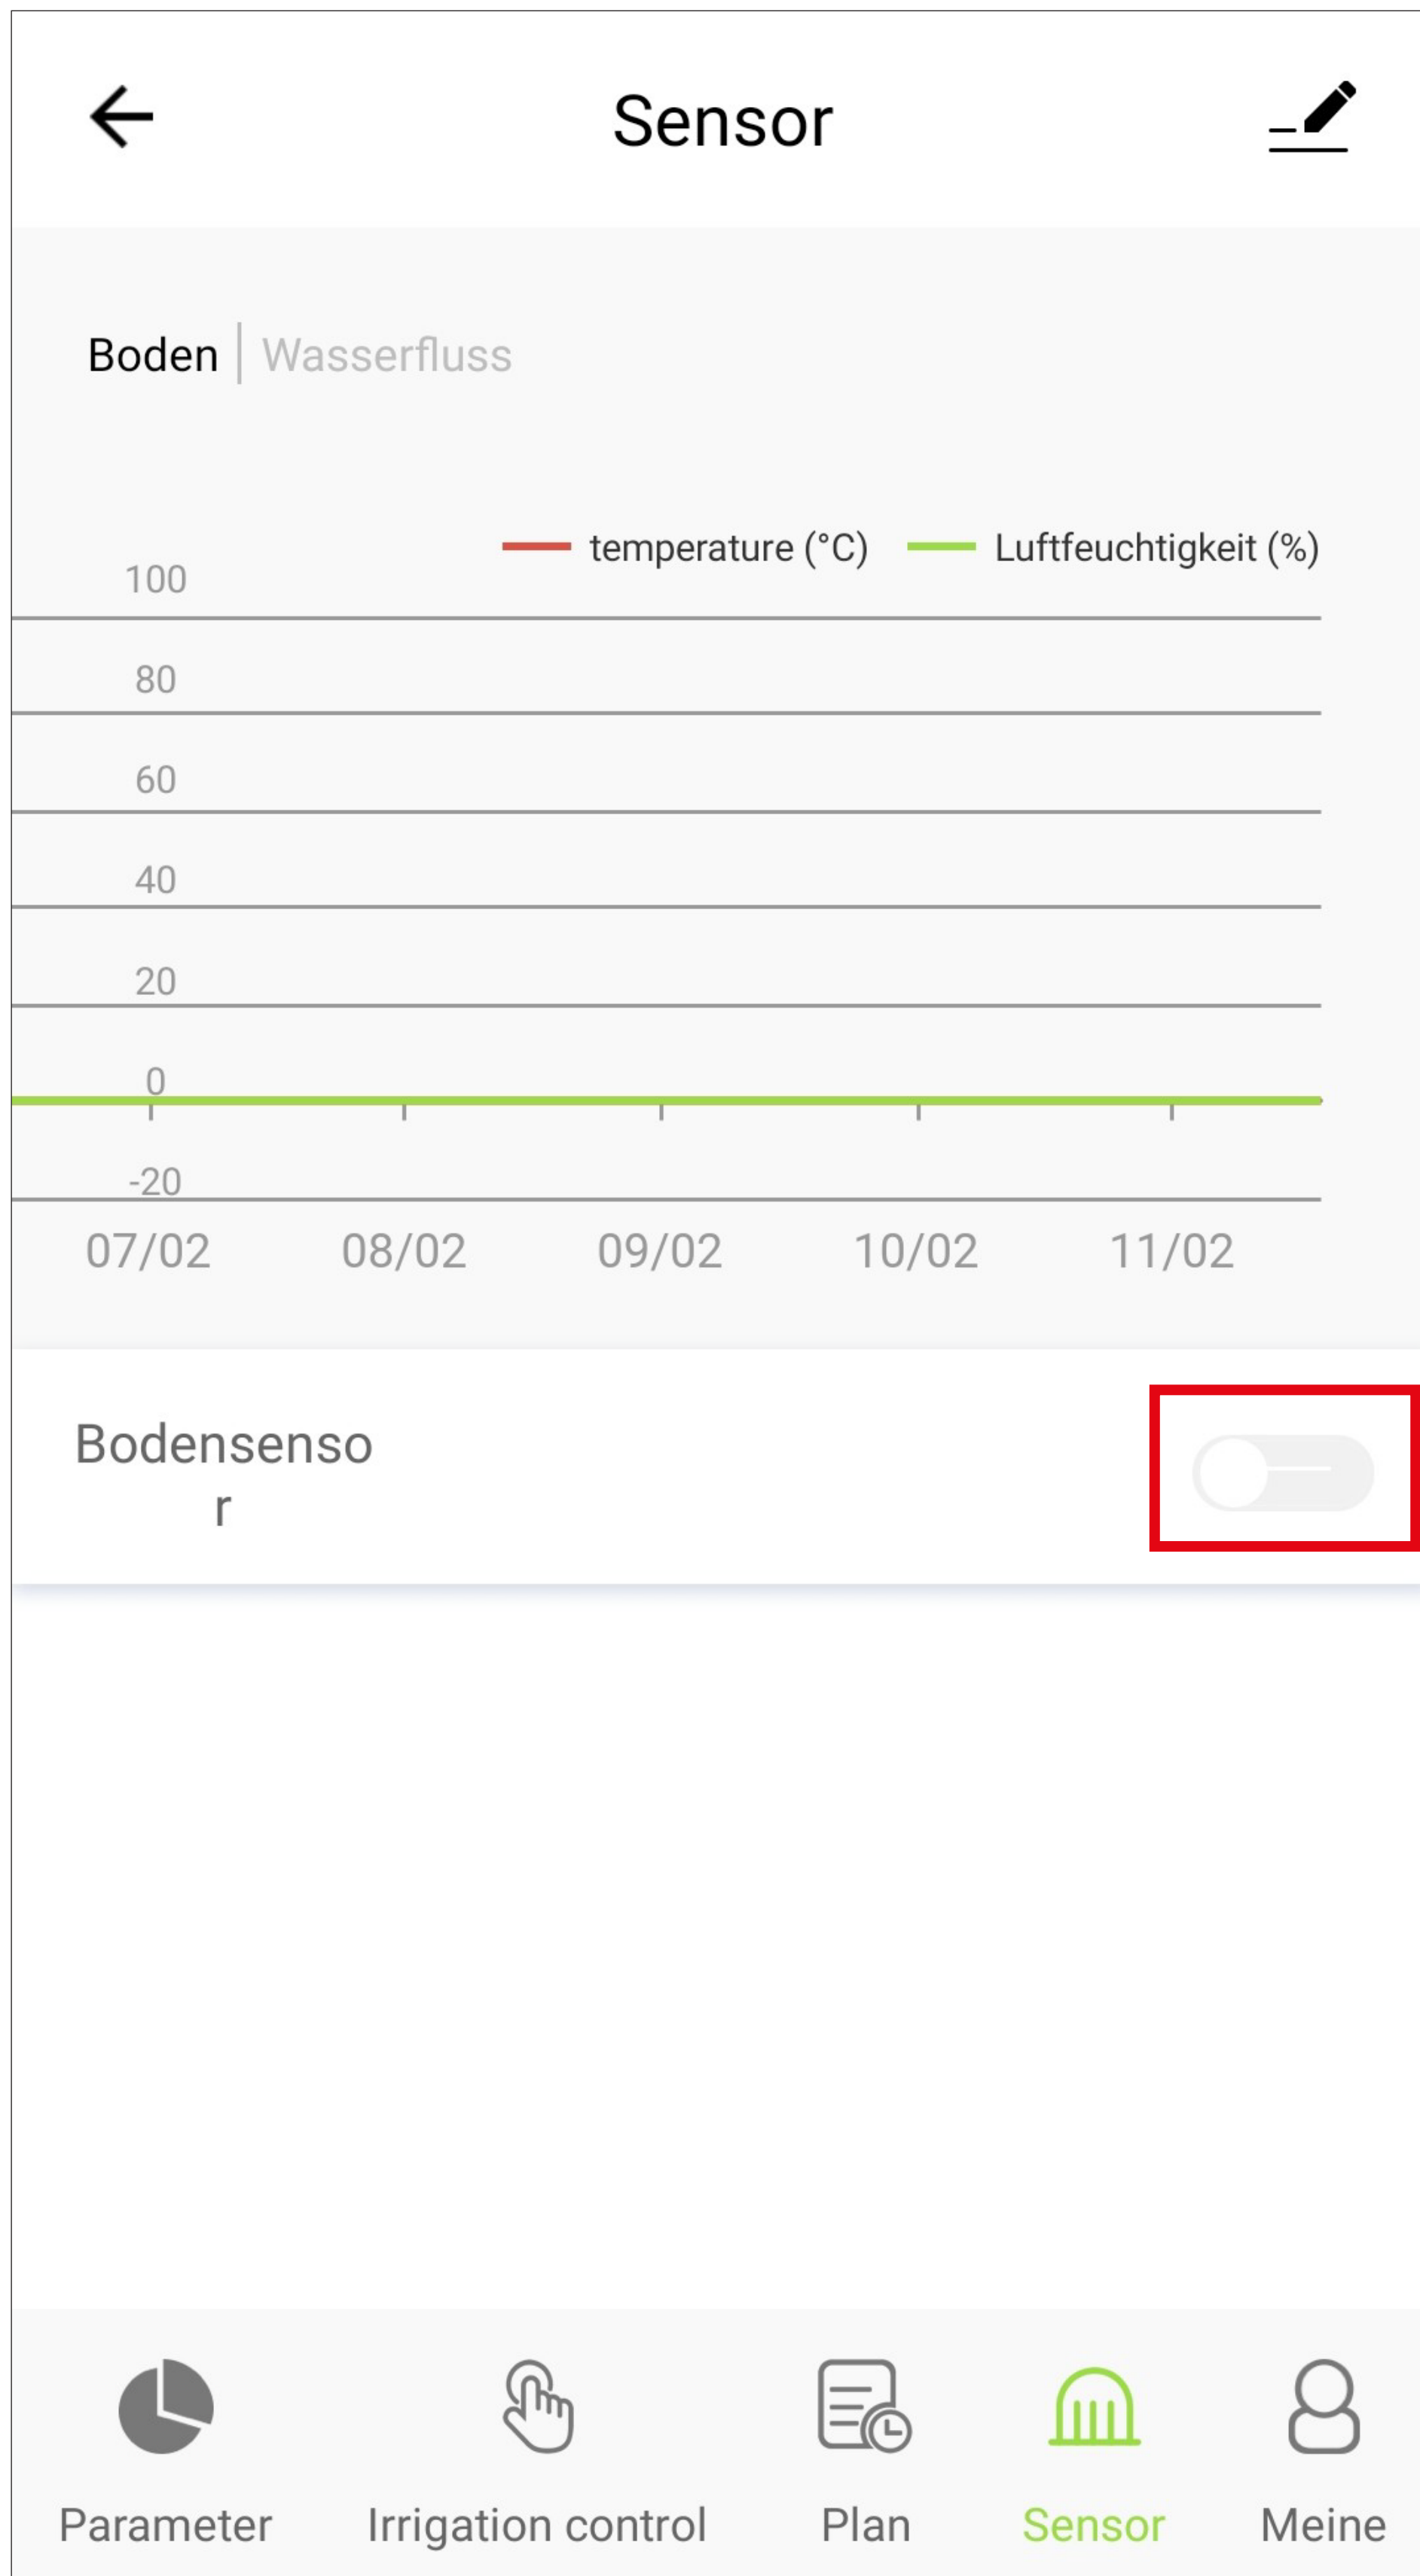 Sensor
Boden | Wasserfluss
temperature (°C) Luftfeuchtigkeit (%)
100
80
60
40
20
0
-20
07/02 08/02 09/02 10/02 11/02
Bodensenso
r
Parameter Irrigation control Plan Sensor Meine